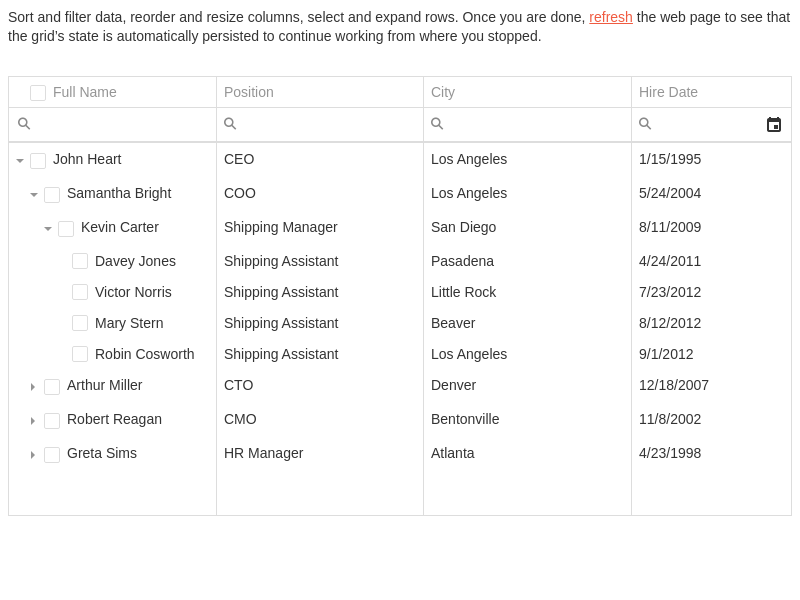 Sort and filter data, reorder and resize columns, select and expand rows. Once you are done, refresh the web page to see that
the grid's state is automatically persisted to continue working from where you stopped.
Full Name Position City Hire Date
John Heart CEO Los Angeles 1/15/1995
Samantha Bright COO Los Angeles 5/24/2004
Kevin Carter Shipping Manager San Diego 8/11/2009
Davey Jones Shipping Assistant Pasadena 4/24/2011
Victor Norris Shipping Assistant Little Rock 7/23/2012
Mary Stern Shipping Assistant Beaver 8/12/2012
Robin Cosworth Shipping Assistant Los Angeles 9/1/2012
Arthur Miller CTO Denver 12/18/2007
Robert Reagan CMO Bentonville 11/8/2002
Greta Sims HR Manager Atlanta 4/23/1998